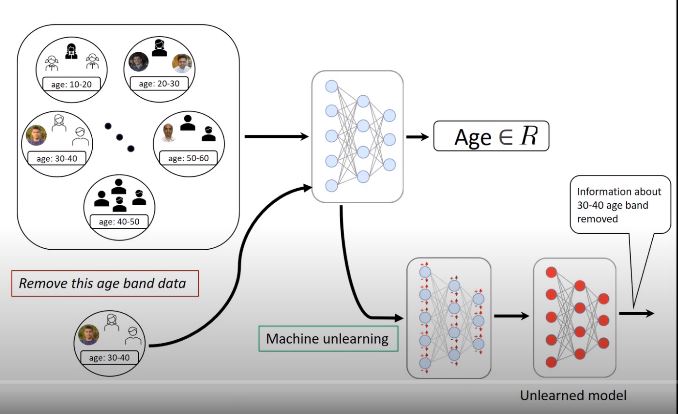 age: 10-20
age: 20-30
age: 30-40
age: 50-60
age: 40-50
Age ∈ R
Information about
30-40 age band
removed
Remove this age band data
age: 30-40
Machine unlearning
Unlearned model